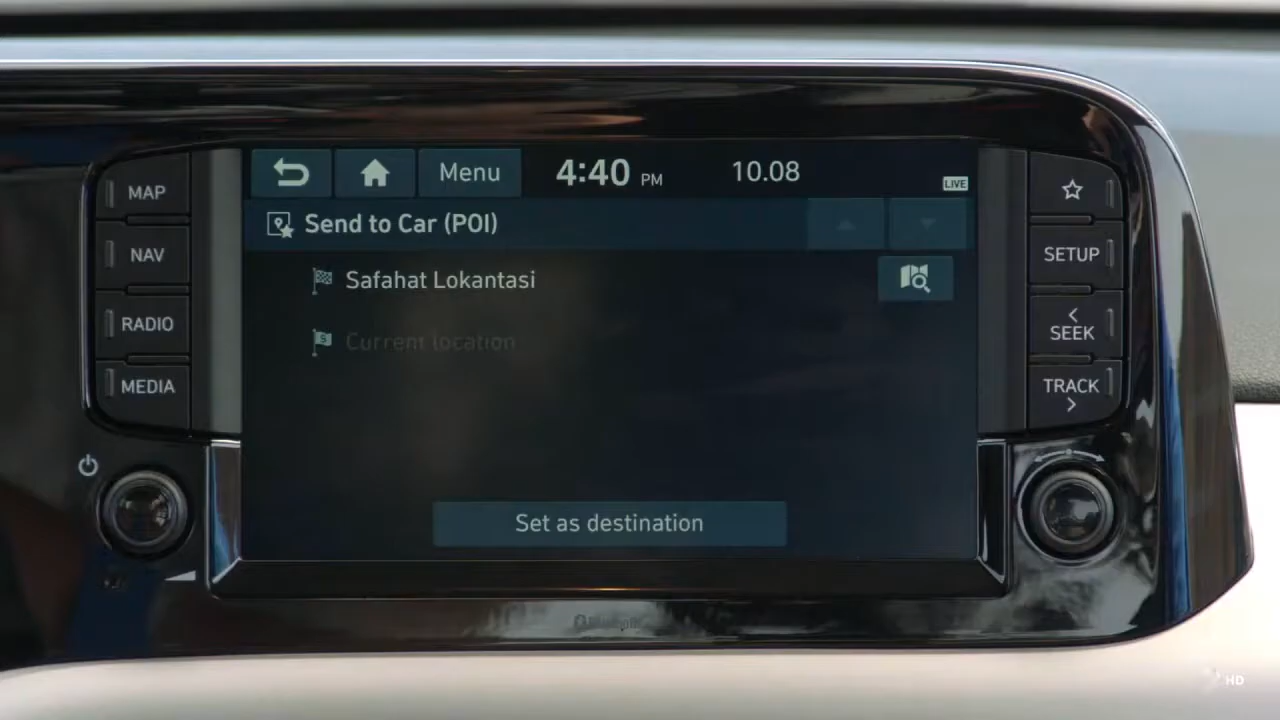 MAP
NAV
RADIO
MEDIA
Menu
4:40 PM
10.08
LIVE
Send to Car (POI)
Safahat Lokantasi
S
Current location
Set as destination
SETUP
SEEK
TRACK
Bluetooth
HD